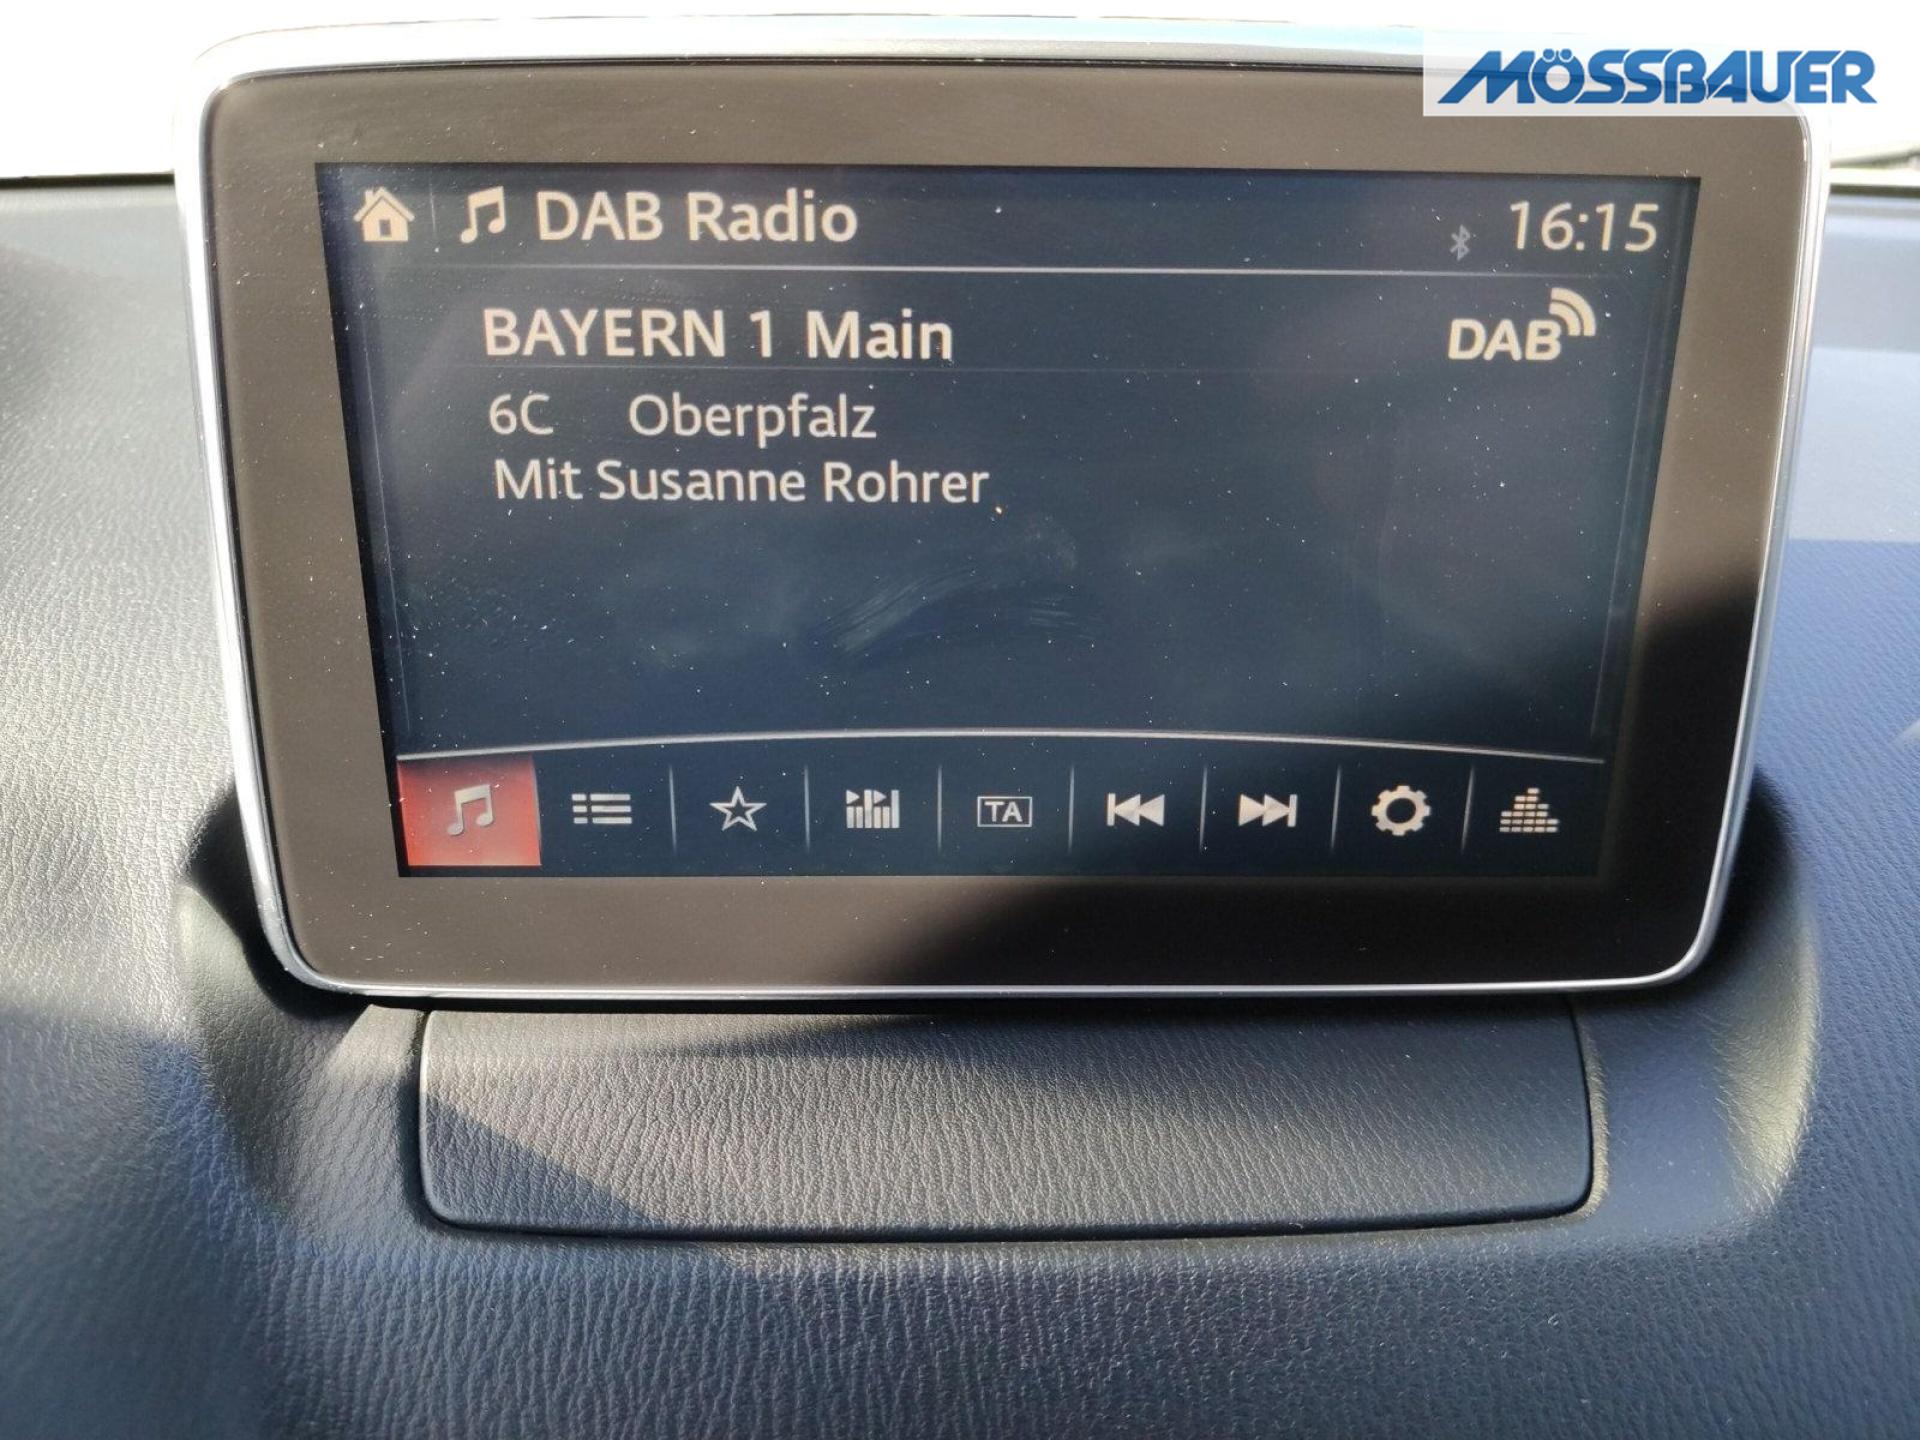 MÖSSBAUER
DAB Radio 16:15
BAYERN 1 Main DAB
6C Oberpfalz
Mit Susanne Rohrer
TA